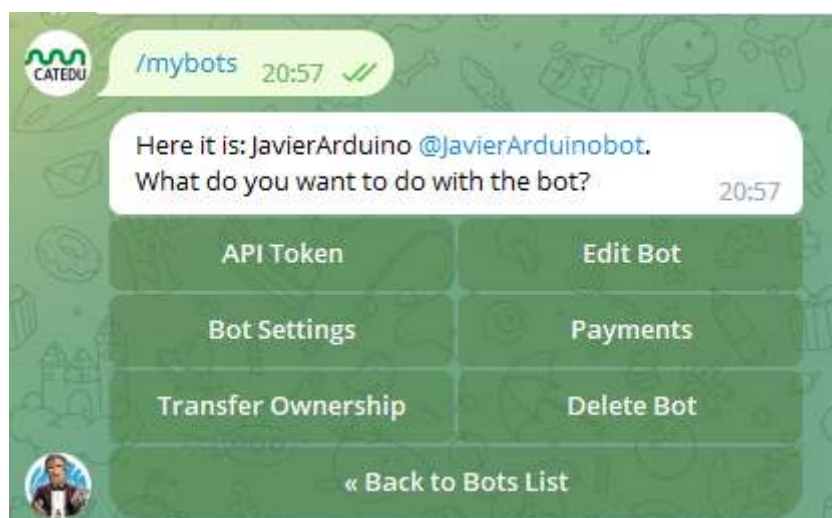 CATEDU
/mybots 20:57
Here it is: JavierArduino @JavierArduinobot.
What do you want to do with the bot? 20:57
API Token Edit Bot
Bot Settings Payments
Transfer Ownership Delete Bot
« Back to Bots List